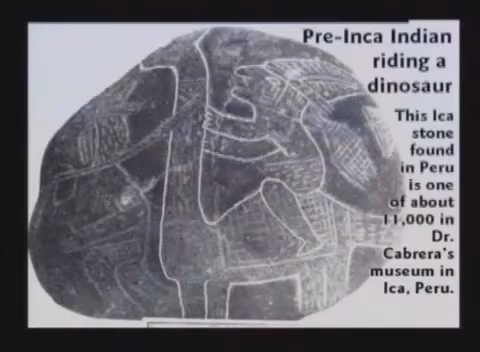 Pre-Inca Indian
riding a
dinosaur
This Ica
stone
found
in Peru
is one
of about
11,000 in
Dr.
Cabrera's
museum in
Ica, Peru.